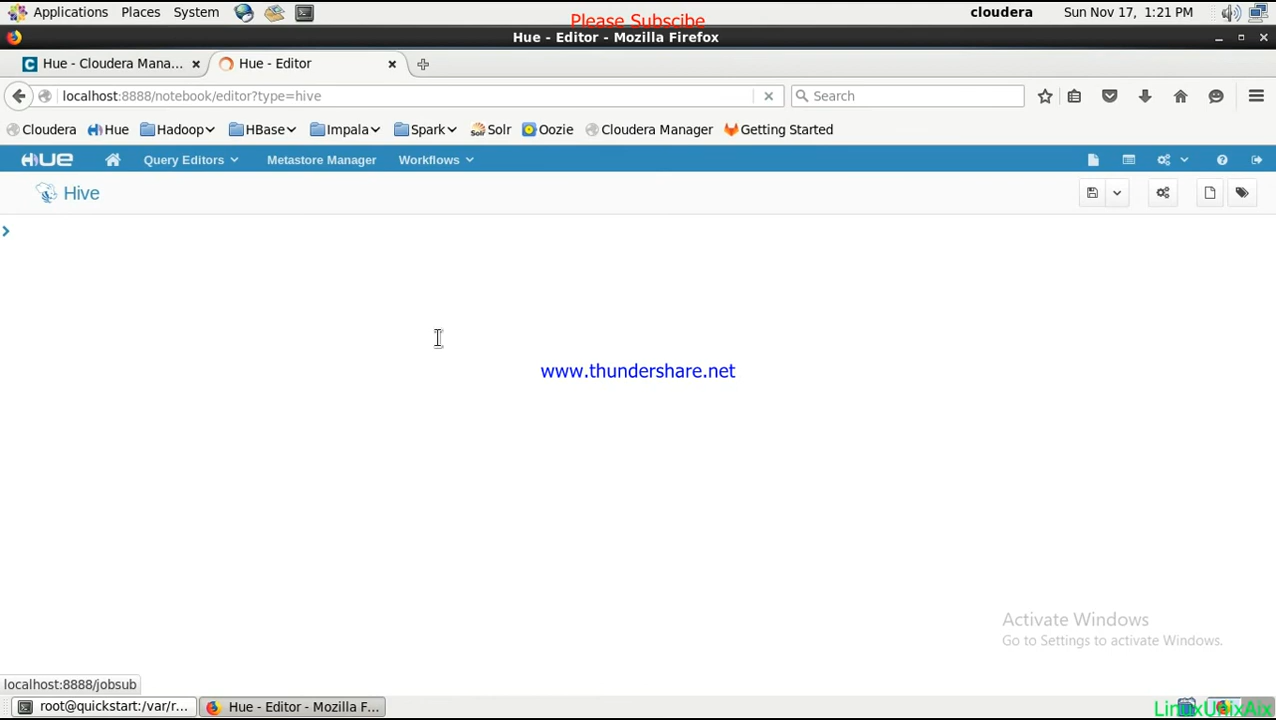 Applications Places System cloudera Sun Nov 17, 1:21 PM
Please Subscibe
Hue - Editor - Mozilla Firefox
Hue - Cloudera Mana... Hue - Editor
localhost:8888/notebook/editor?type=hive Search
Cloudera Hue Hadoop HBase Impala Spark Solr Oozie Cloudera Manager Getting Started
HUE Query Editors Metastore Manager Workflows
Hive
www.thundershare.net
Activate Windows
Go to Settings to activate Windows.
localhost:8888/jobsub
root@quickstart:/var/r... Hue - Editor - Mozilla F...
LinuxUnixAix